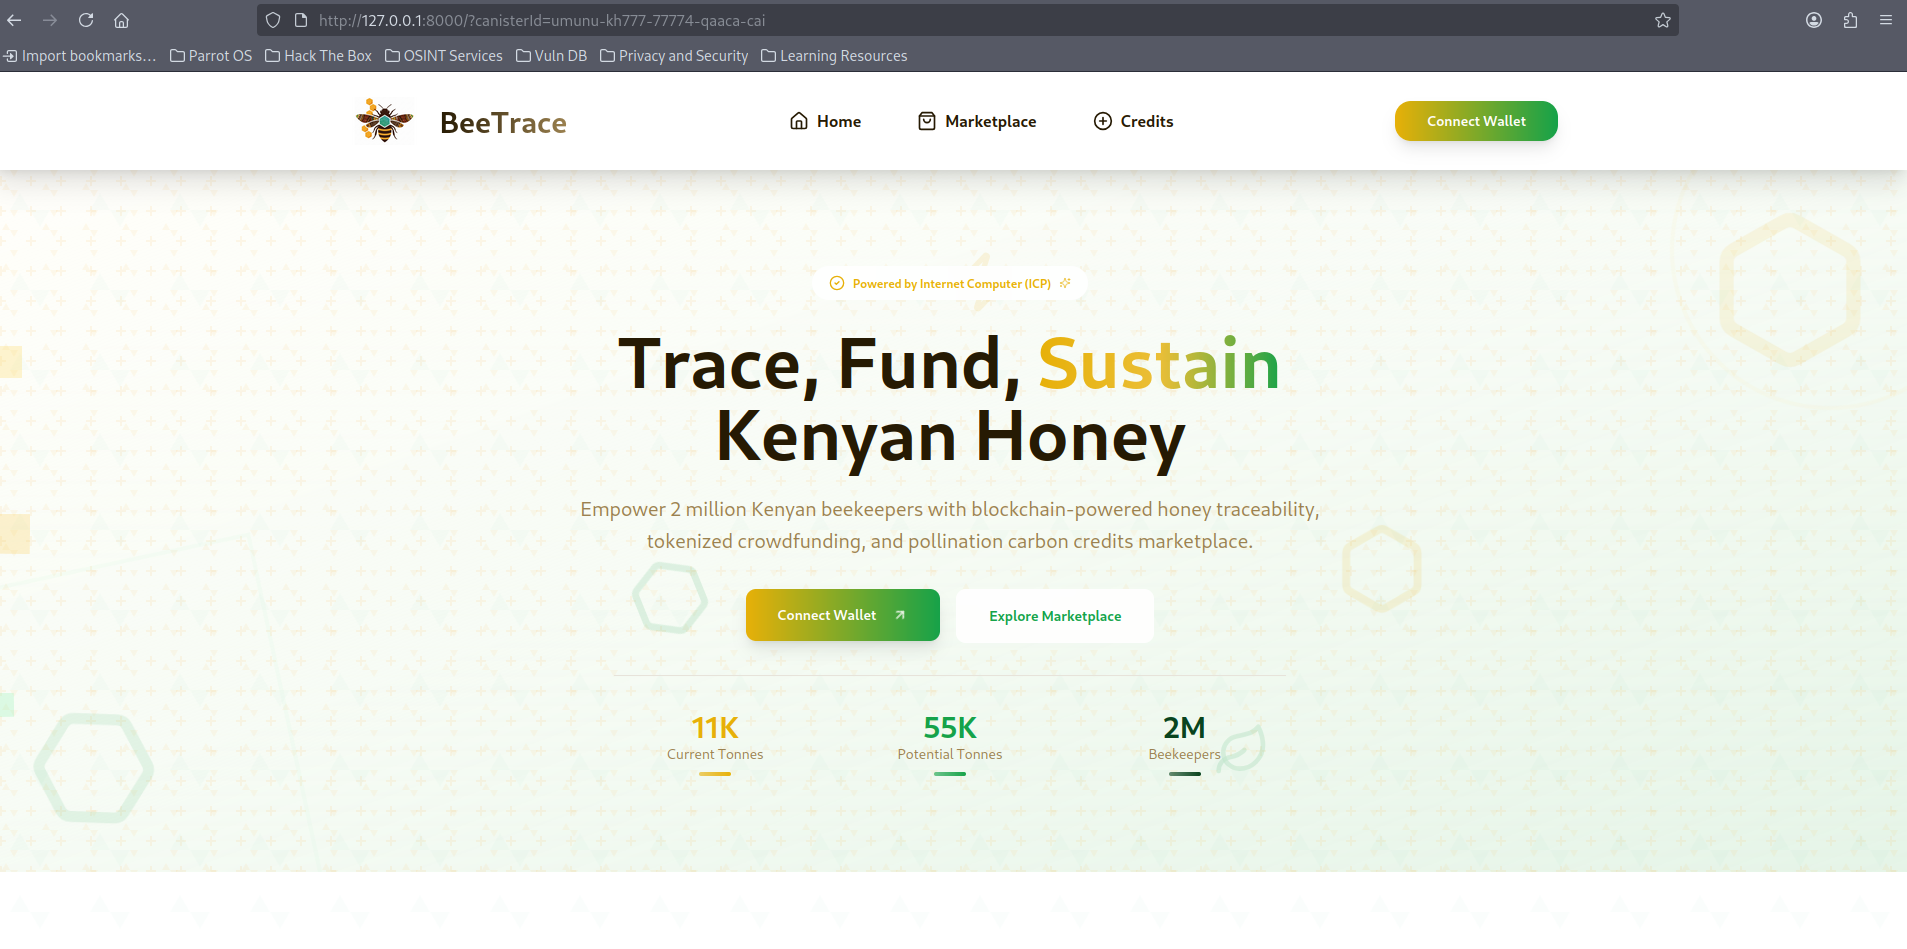 http://127.0.0.1:8000/?canisterId=umunu-kh777-77774-qaaca-cai
Import bookmarks... Parrot OS Hack The Box OSINT Services Vuln DB Privacy and Security Learning Resources
BeeTrace Home Marketplace Credits Connect Wallet
Powered by Internet Computer (ICP)
Trace, Fund, Sustain
Kenyan Honey
Empower 2 million Kenyan beekeepers with blockchain-powered honey traceability,
tokenized crowdfunding, and pollination carbon credits marketplace.
Connect Wallet Explore Marketplace
11K 55K 2M
Current Tonnes Potential Tonnes Beekeepers